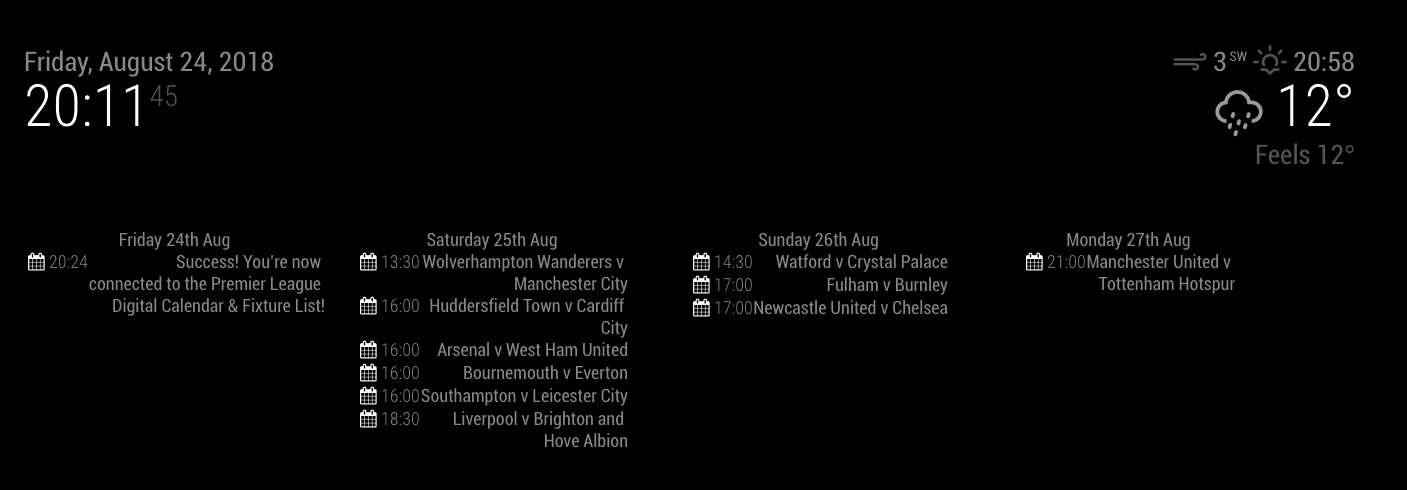 Friday, August 24, 2018
20:11 45
3 SW 20:58
12°
Feels 12°
Friday 24th Aug
20:24 Success! You're now
connected to the Premier League
Digital Calendar & Fixture List!
Saturday 25th Aug
13:30 Wolverhampton Wanderers v
Manchester City
16:00 Huddersfield Town v Cardiff
City
16:00 Arsenal v West Ham United
16:00 Bournemouth v Everton
16:00 Southampton v Leicester City
18:30 Liverpool v Brighton and
Hove Albion
Sunday 26th Aug
14:30 Watford v Crystal Palace
17:00 Fulham v Burnley
17:00 Newcastle United v Chelsea
Monday 27th Aug
21:00 Manchester United v
Tottenham Hotspur